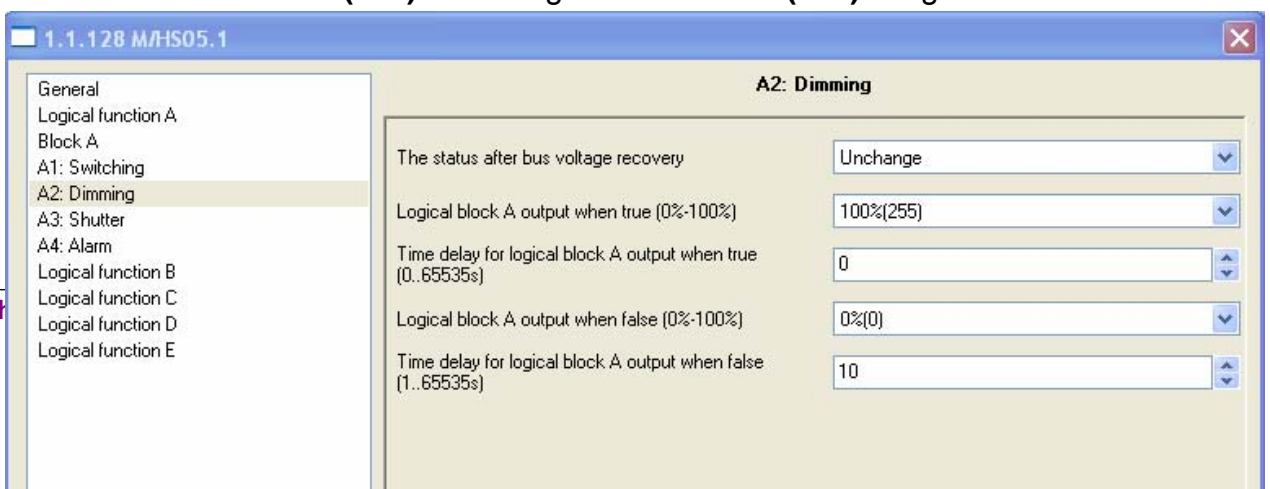 1.1.128 M/HS05.1
General
Logical function A
Block A
A1: Switching
A2: Dimming
A3: Shutter
A4: Alarm
Logical function B
Logical function C
Logical function D
Logical function E
A2: Dimming
The status after bus voltage recovery
Unchange
Logical block A output when true (0%-100%)
100%(255)
Time delay for logical block A output when true
(0..65535s)
0
Logical block A output when false (0%-100%)
0%(0)
Time delay for logical block A output when false
(1..65535s)
10